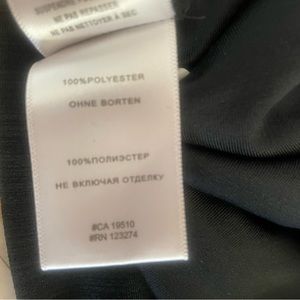 SUSPENDRE
NE PAS REPASSER
NE PAS NETTOYER A SEC
100%POLYESTER
OHNE BORTEN
100%ПОЛИЭСТЕР
НЕ ВКЛЮЧАЯ ОТДЕЛКУ
#CA 19510
#RN 123274